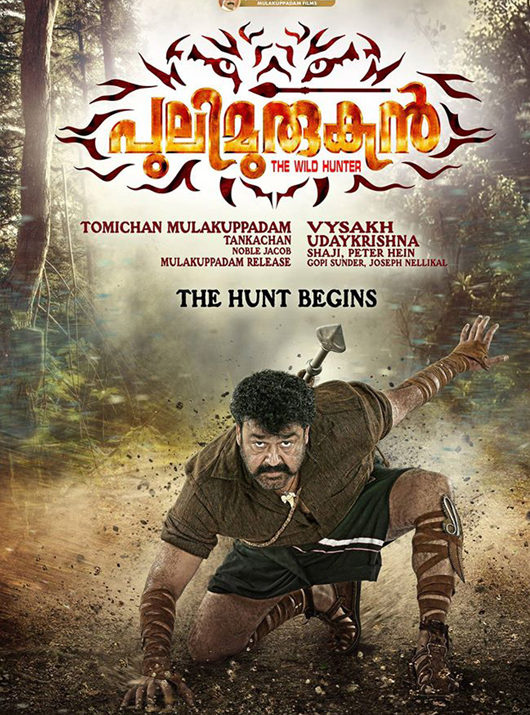 MULAKUPPADAM FILMS
പുലിമുരുകൻ
THE WILD HUNTER
TOMICHAN MULAKUPPADAM
TANKACHAN
NOBLE JACOB
MULAKUPPADAM RELEASE
VYSAKH
UDAYKRISHNA
SHAJI, PETER HEIN
GOPI SUNDER, JOSEPH NELLIKAL
THE HUNT BEGINS